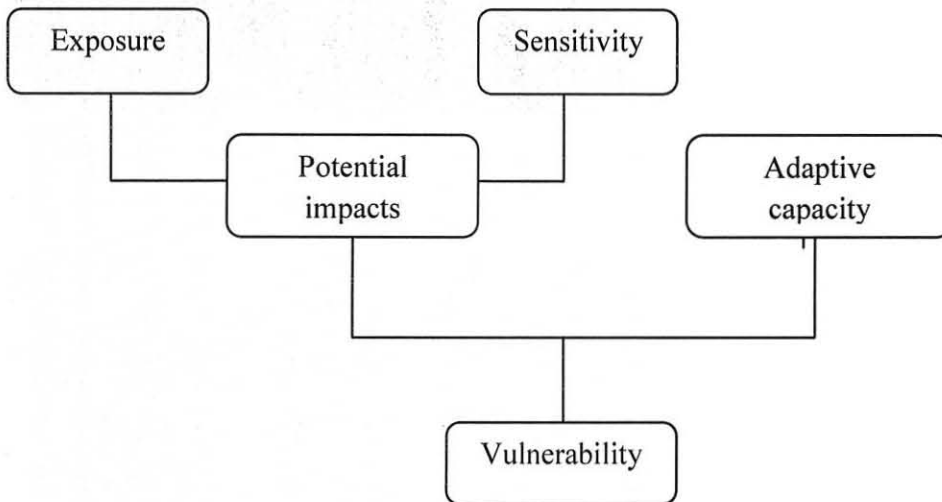 Exposure
Sensitivity
Potential
impacts
Adaptive
capacity
Vulnerability